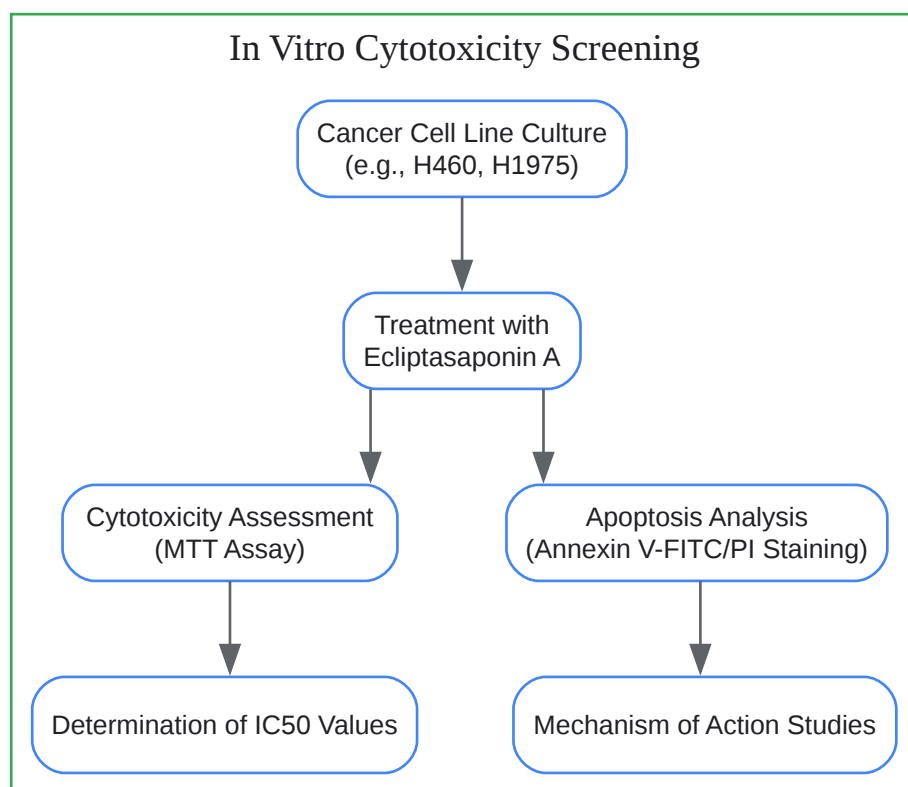 In Vitro Cytotoxicity Screening
Cancer Cell Line Culture
(e.g., H460, H1975)
Treatment with
Ecliptasaponin A
Cytotoxicity Assessment
(MTT Assay)
Apoptosis Analysis
(Annexin V-FITC/PI Staining)
Determination of IC50 Values
Mechanism of Action Studies